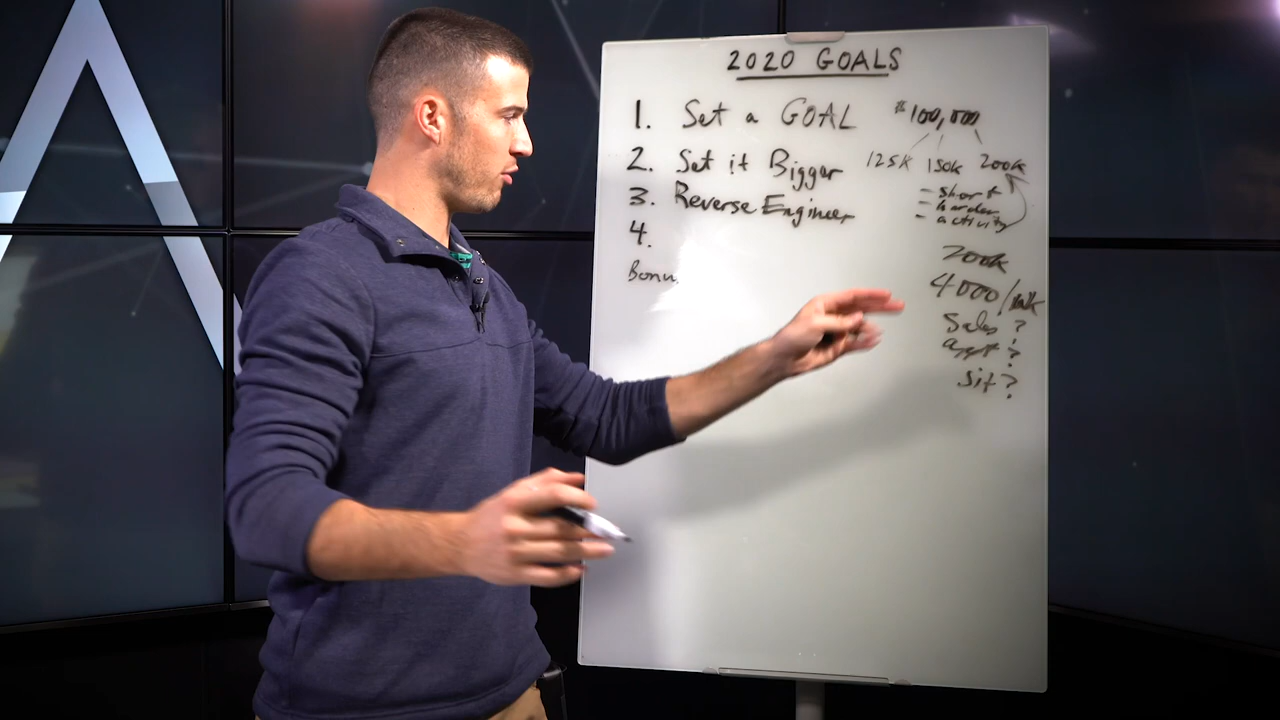 2020 GOALS
1. Set a GOAL $100,000
2. Set it Bigger 125k 150k 200k
3. Reverse Engineer - short
- harder
- activity
4.
Bonu
200k
4000/wk
Sales ?
appt ?
sit ?